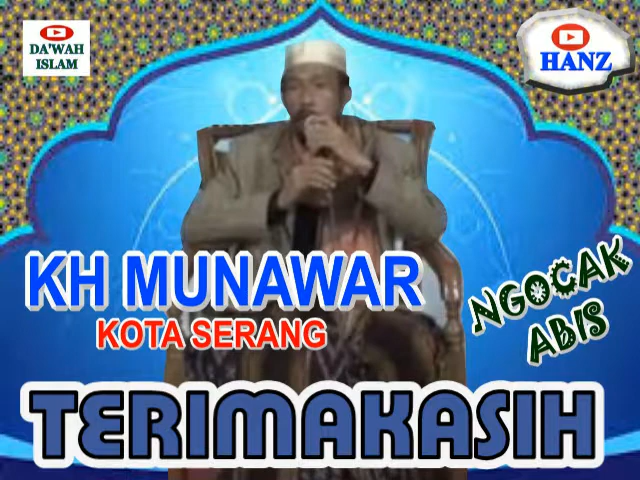 DA'WAH
ISLAM
HANZ
KH MUNAWAR
KOTA SERANG
NGOCAK
ABIS
TERIMAKASIH